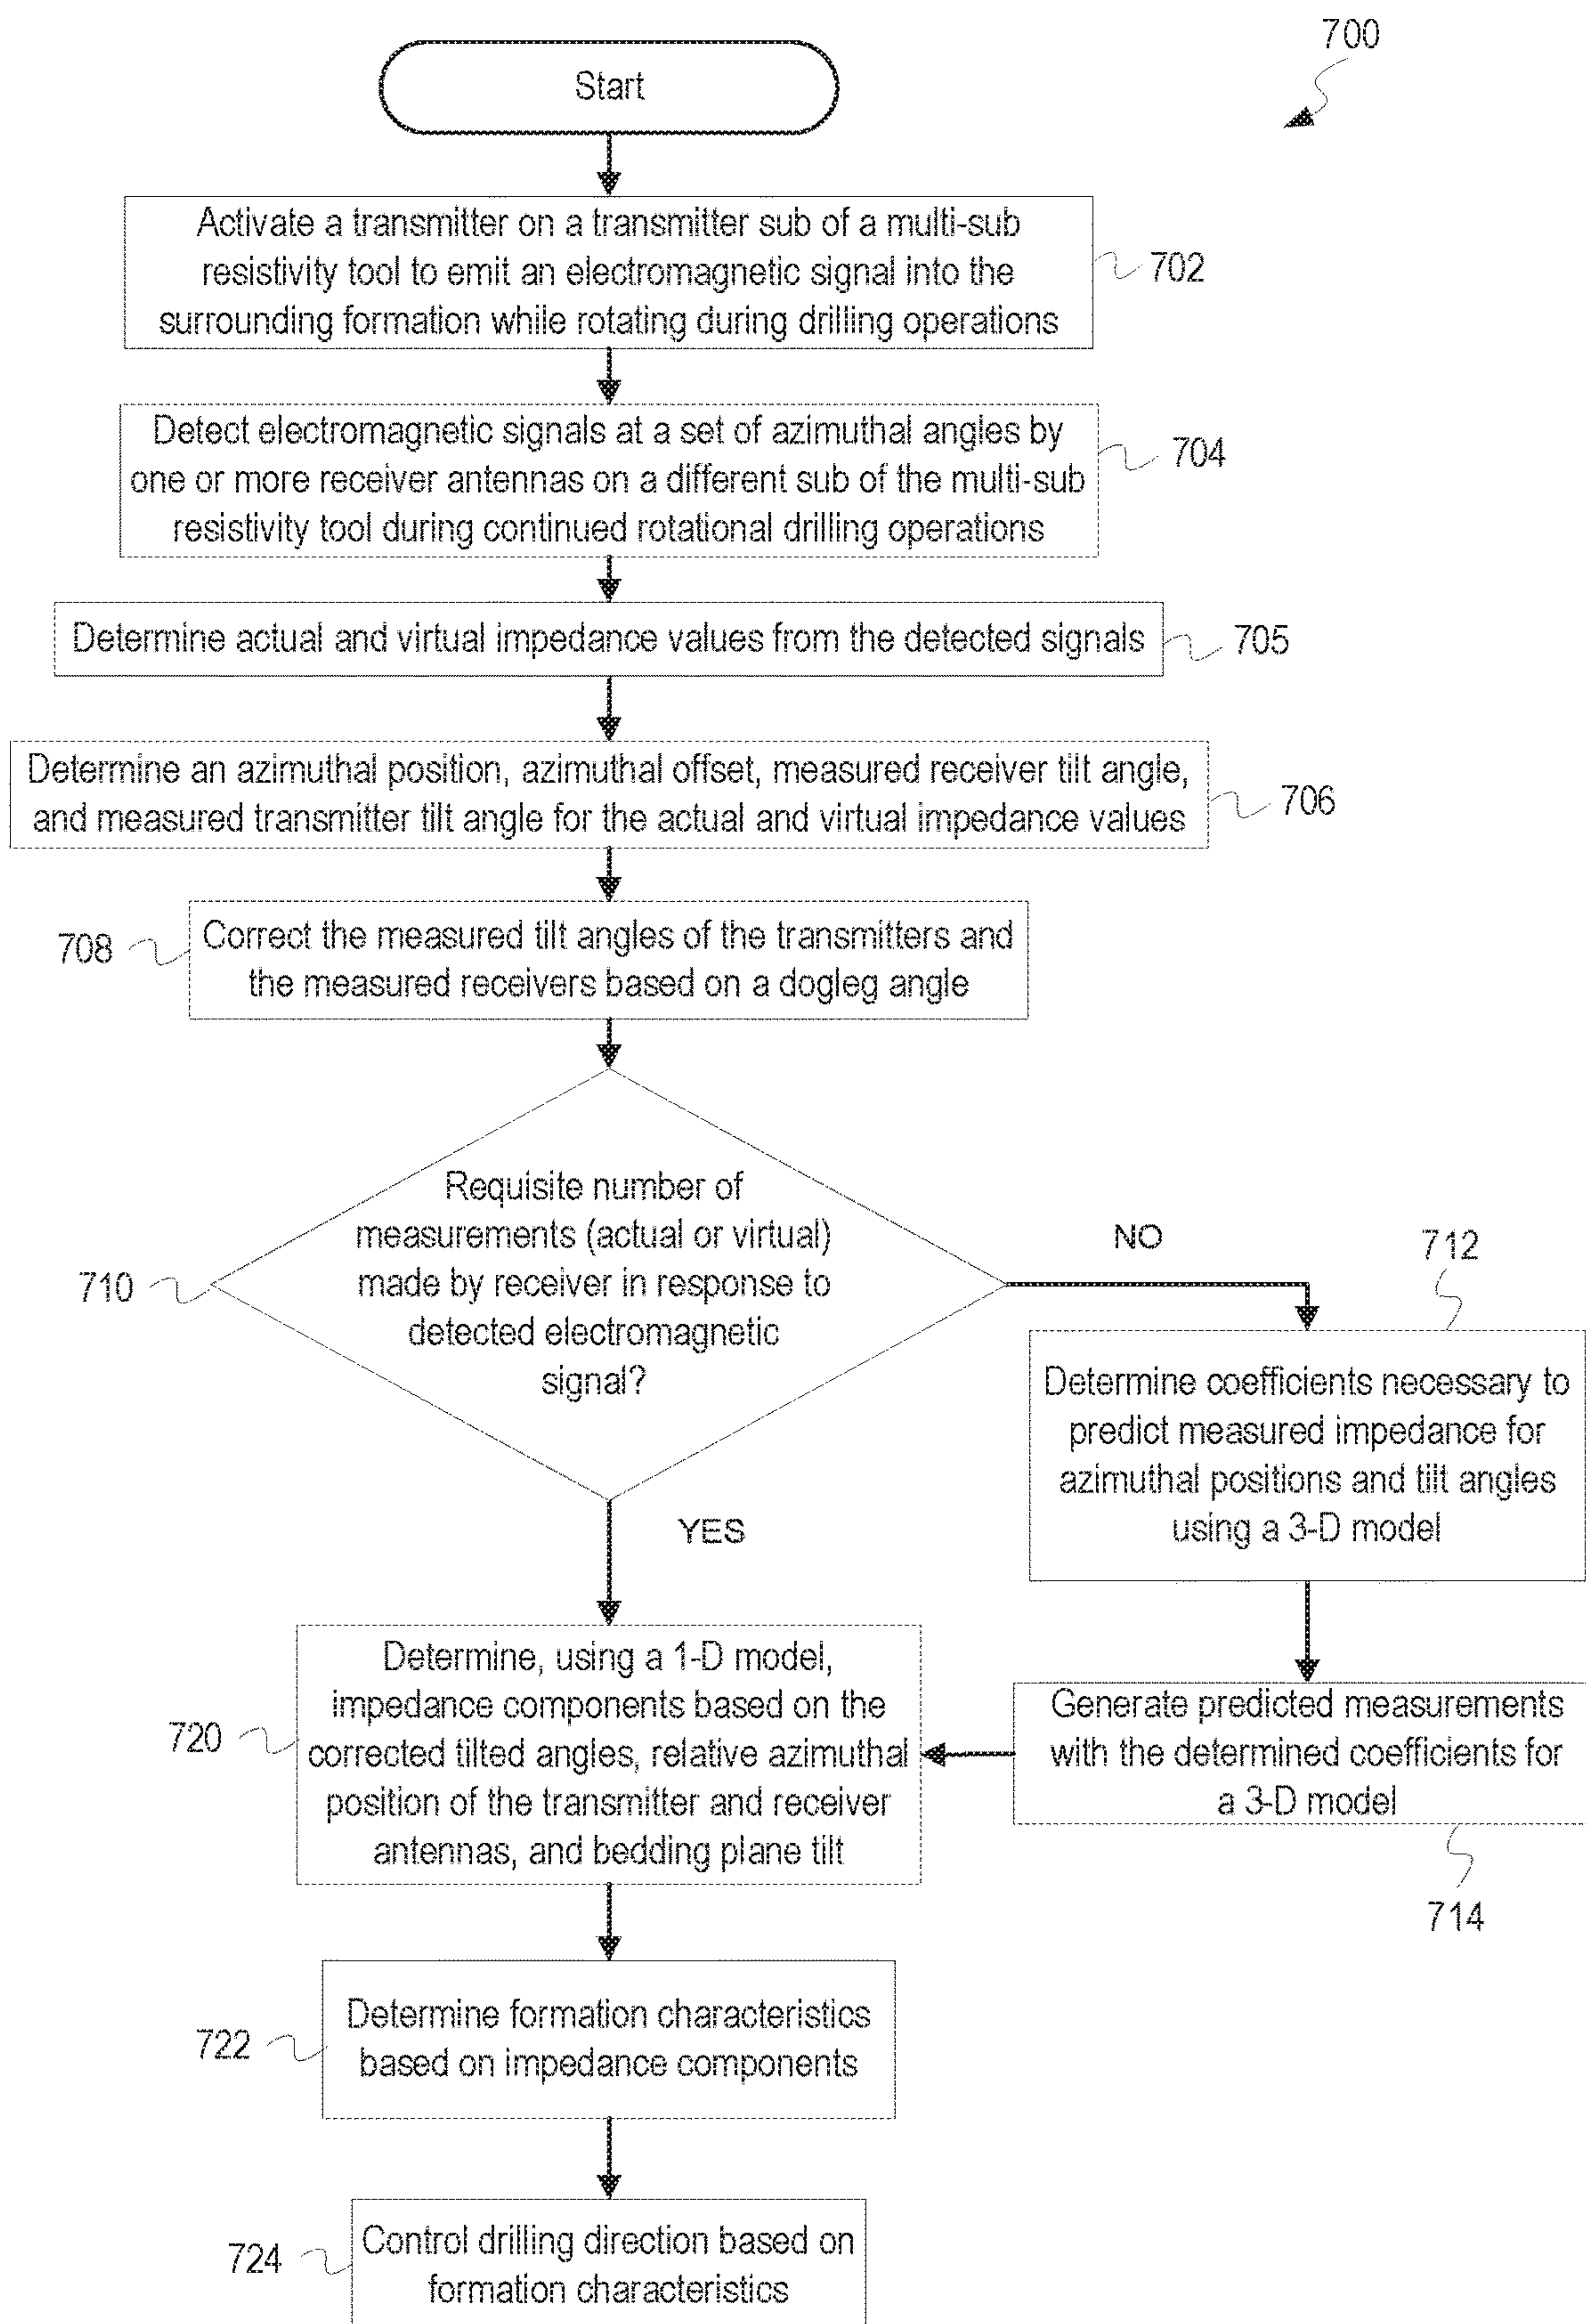 700
Start
Activate a transmitter on a transmitter sub of a multi-sub
resistivity tool to emit an electromagnetic signal into the
surrounding formation while rotating during drilling operations
702
Detect electromagnetic signals at a set of azimuthal angles by
one or more receiver antennas on a different sub of the multi-sub
resistivity tool during continued rotational drilling operations
704
Determine actual and virtual impedance values from the detected signals
705
Determine an azimuthal position, azimuthal offset, measured receiver tilt angle,
and measured transmitter tilt angle for the actual and virtual impedance values
706
708
Correct the measured tilt angles of the transmitters and
the measured receivers based on a dogleg angle
710
Requisite number of
measurements (actual or virtual)
made by receiver in response to
detected electromagnetic
signal?
NO
712
Determine coefficients necessary to
predict measured impedance for
azimuthal positions and tilt angles
using a 3-D model
YES
Generate predicted measurements
with the determined coefficients for
a 3-D model
714
720
Determine, using a 1-D model,
impedance components based on the
corrected tilted angles, relative azimuthal
position of the transmitter and receiver
antennas, and bedding plane tilt
722
Determine formation characteristics
based on impedance components
724
Control drilling direction based on
formation characteristics